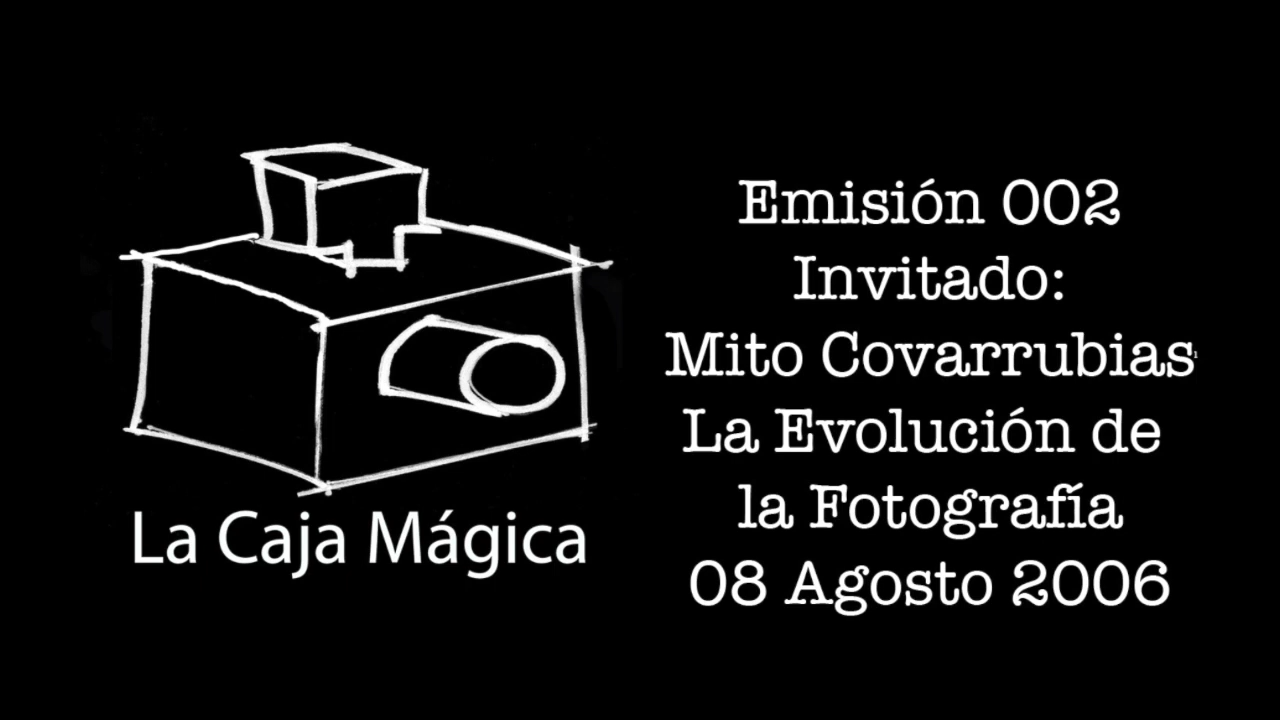 La Caja Mágica
Emisión 002
Invitado:
Mito Covarrubias
La Evolución de
la Fotografía
08 Agosto 2006